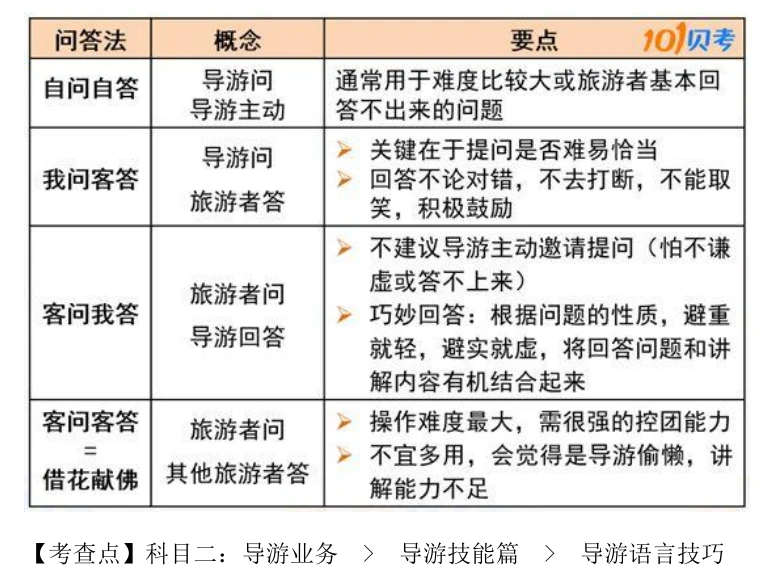 问答法 概念 要点 101贝考
自问自答
导游问
导游主动
通常用于难度比较大或旅游者基本回
答不出来的问题
我问客答
导游问
旅游者答
➢ 关键在于提问是否难易恰当
➢ 回答不论对错，不去打断，不能取
笑，积极鼓励
客问我答
旅游者问
导游回答
➢ 不建议导游主动邀请提问（怕不谦
虚或答不上来）
➢ 巧妙回答：根据问题的性质，避重
就轻，避实就虚，将回答问题和讲
解内容有机结合起来
客问客答
=
借花献佛
旅游者问
其他旅游者答
➢ 操作难度最大，需很强的控团能力
➢ 不宜多用，会觉得是导游偷懒，讲
解能力不足
【考查点】科目二：导游业务 > 导游技能篇 > 导游语言技巧